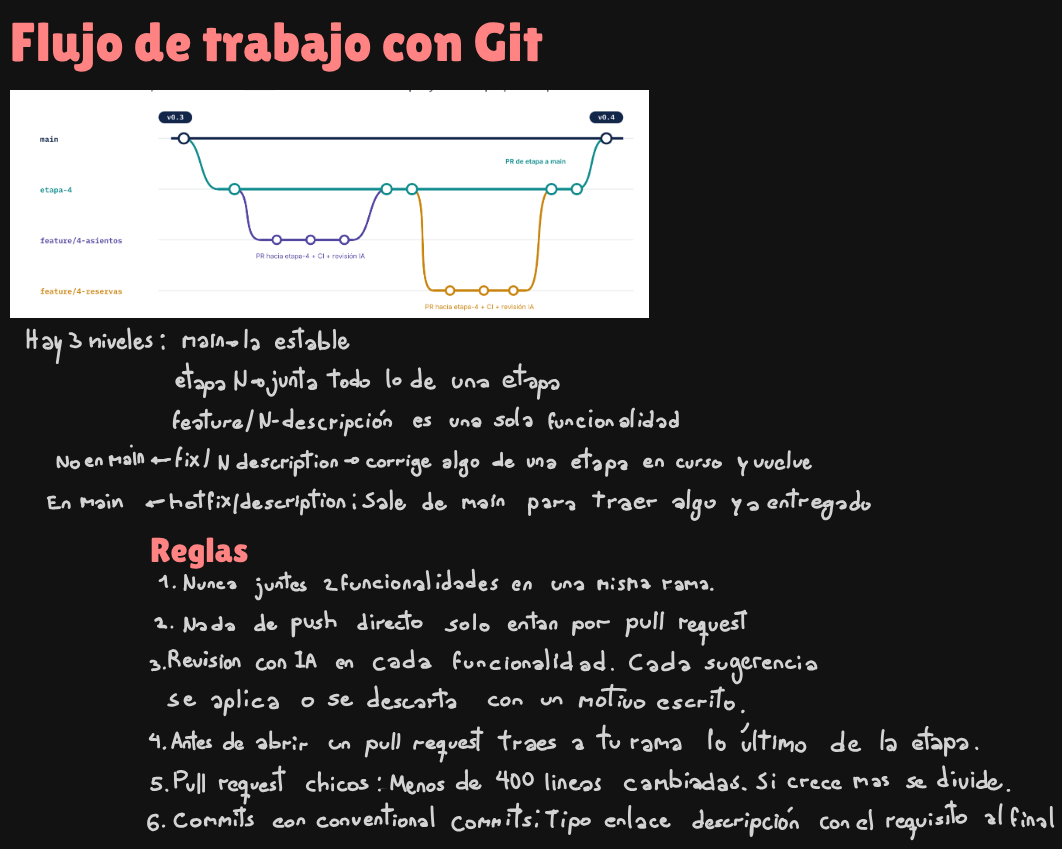 Flujo de trabajo con Git
v0.3
v0.4
main
PR de etapa a main
etapa-4
feature/4-asientos
PR hacia etapa-4 + CI + revisión IA
feature/4-reservas
PR hacia etapa-4 + CI + revisión IA
Hay 3 niveles: main→la estable
etapa N→junta todo lo de una etapa
feature/N-descripción es una sola funcionalidad
No en main ← fix/N description → corrige algo de una etapa en curso y vuelve
En Main ← hotfix/description: Sale de main para traer algo ya entregado
Reglas
1. Nunca juntes 2 funcionalidades en una misma rama.
2. Nada de push directo solo entan por pull request
3. Revision con IA en cada funcionalidad. Cada sugerencia
se aplica o se descarta con un motivo escrito.
4. Antes de abrir un pull request traes a tu rama lo último de la etapa.
5. Pull request chicos: Menos de 400 lineas cambiadas. Si crece mas se divide.
6. Commits con conventional commits: Tipo enlace descripción con el requisito al final